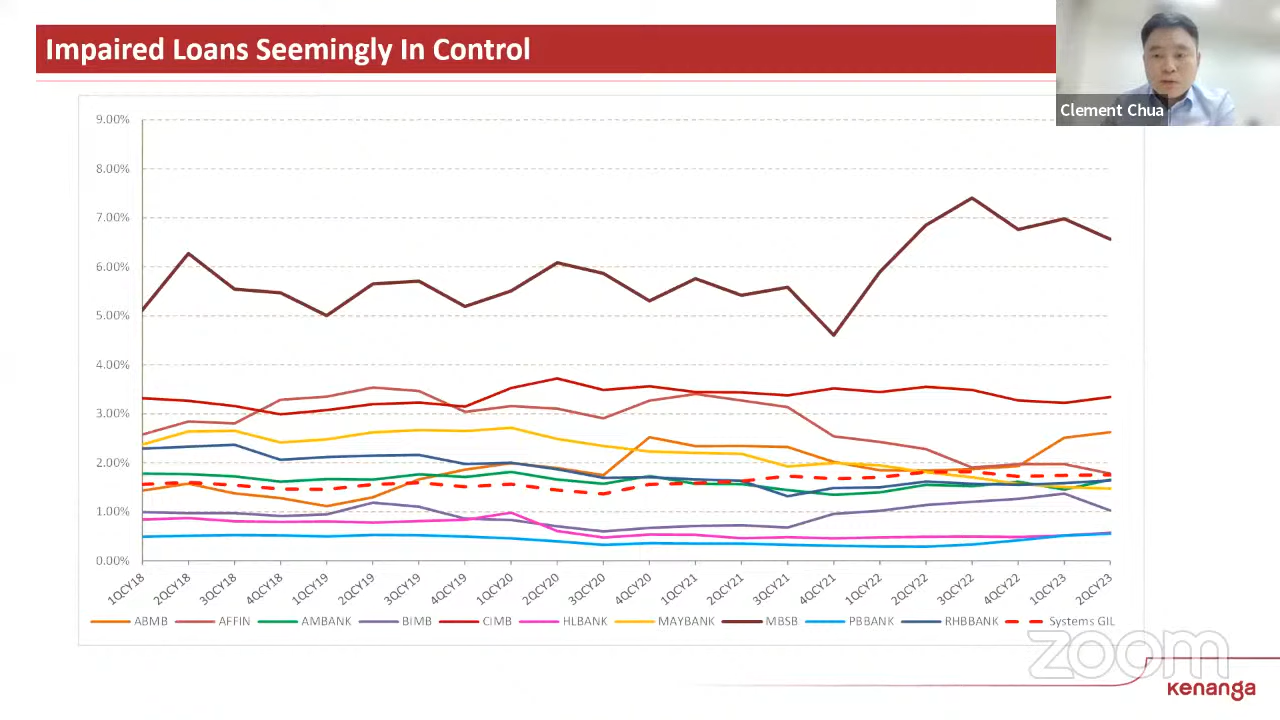 Impaired Loans Seemingly In Control
Clement Chua
9.00%
8.00%
7.00%
6.00%
5.00%
4.00%
3.00%
2.00%
1.00%
0.00%
1QCY18 2QCY18 3QCY18 4QCY18 1QCY19 2QCY19 3QCY19 4QCY19 1QCY20 2QCY20 3QCY20 4QCY20 1QCY21 2QCY21 3QCY21 4QCY21 1QCY22 2QCY22 3QCY22 4QCY22 1QCY23 2QCY23
ABMB AFFIN AMBANK BIMB CIMB HLBANK MAYBANK MBSB PBBANK RHBBANK Systems GIL
zoom
kenanga